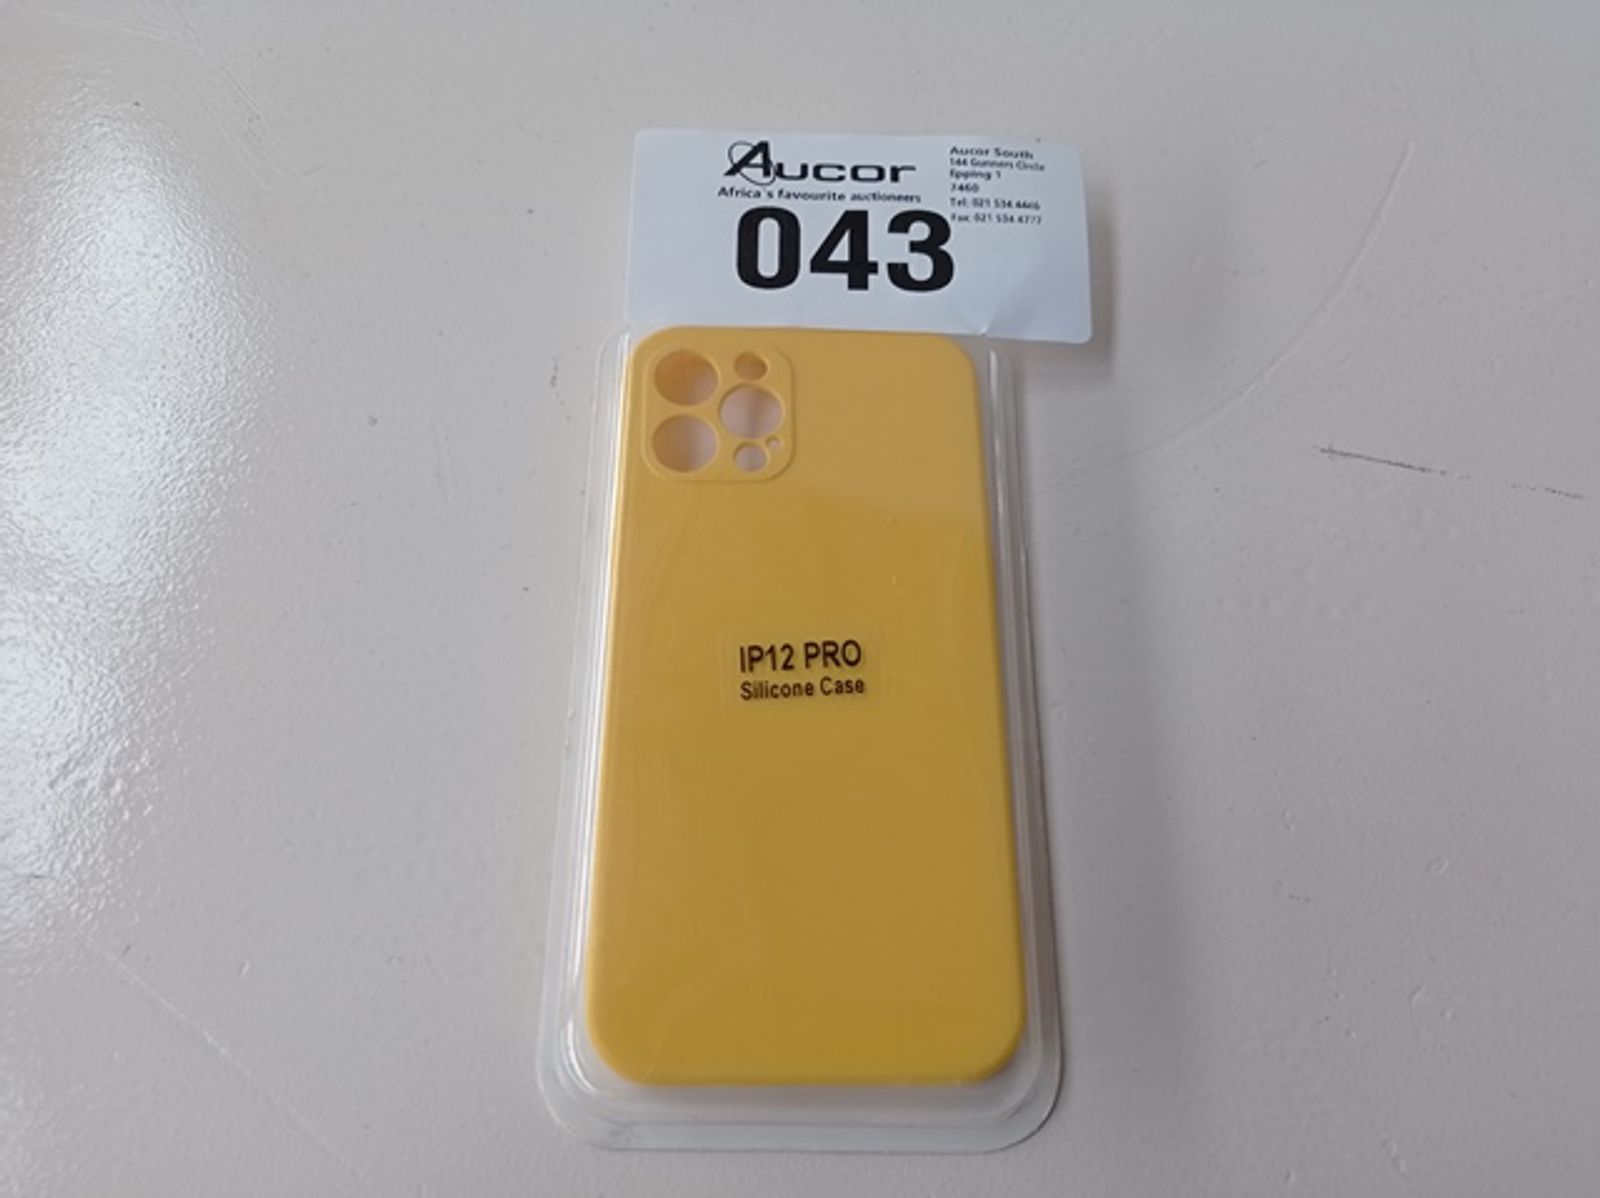 Aucor
Africa's favourite auctioneers
043
Aucor South
144 Gunners Circle
Epping 1
7460
Tel: 021 534 4446
Fax: 021 534 4777
IP12 PRO
Silicone Case